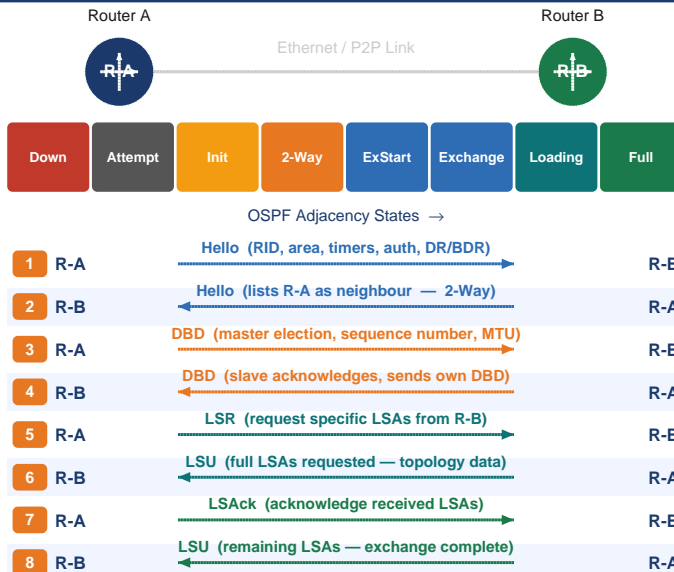 Router A Router B
Ethernet / P2P Link
R-A R-B
Down Attempt Init 2-Way ExStart Exchange Loading Full
OSPF Adjacency States →
Hello (RID, area, timers, auth, DR/BDR)
1 R-A
Hello (lists R-A as neighbour — 2-Way)
2 R-B
DBD (master election, sequence number, MTU)
3 R-A
DBD (slave acknowledges, sends own DBD)
4 R-B
LSR (request specific LSAs from R-B)
5 R-A
LSU (full LSAs requested — topology data)
6 R-B
LSAck (acknowledge received LSAs)
7 R-A
LSU (remaining LSAs — exchange complete)
8 R-B